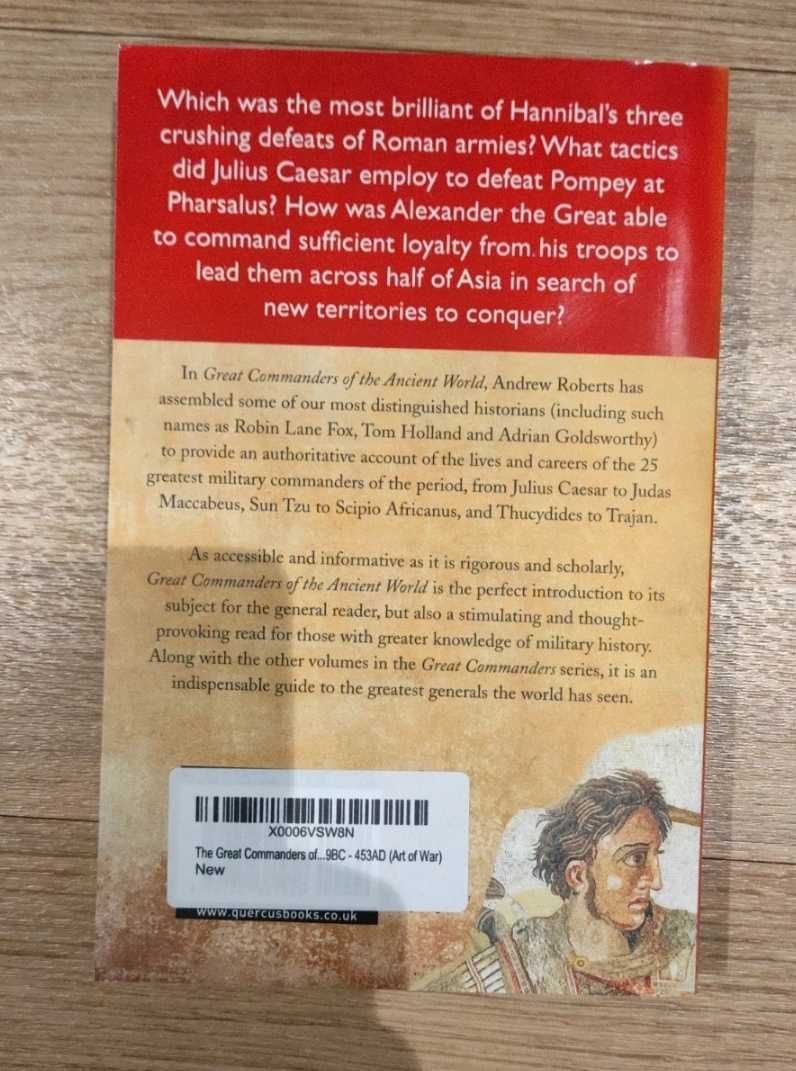 Which was the most brilliant of Hannibal's three
crushing defeats of Roman armies? What tactics
did Julius Caesar employ to defeat Pompey at
Pharsalus? How was Alexander the Great able
to command sufficient loyalty from his troops to
lead them across half of Asia in search of
new territories to conquer?
In Great Commanders of the Ancient World, Andrew Roberts has
assembled some of our most distinguished historians (including such
names as Robin Lane Fox, Tom Holland and Adrian Goldsworthy)
to provide an authoritative account of the lives and careers of the 25
greatest military commanders of the period, from Julius Caesar to Judas
Maccabeus, Sun Tzu to Scipio Africanus, and Thucydides to Trajan.
As accessible and informative as it is rigorous and scholarly,
Great Commanders of the Ancient World is the perfect introduction to its
subject for the general reader, but also a stimulating and thought-
provoking read for those with greater knowledge of military history.
Along with the other volumes in the Great Commanders series, it is an
indispensable guide to the greatest generals the world has seen.
X0006VSW8N
The Great Commanders of...9BC - 453AD (Art of War)
New
www.quercusbooks.co.uk